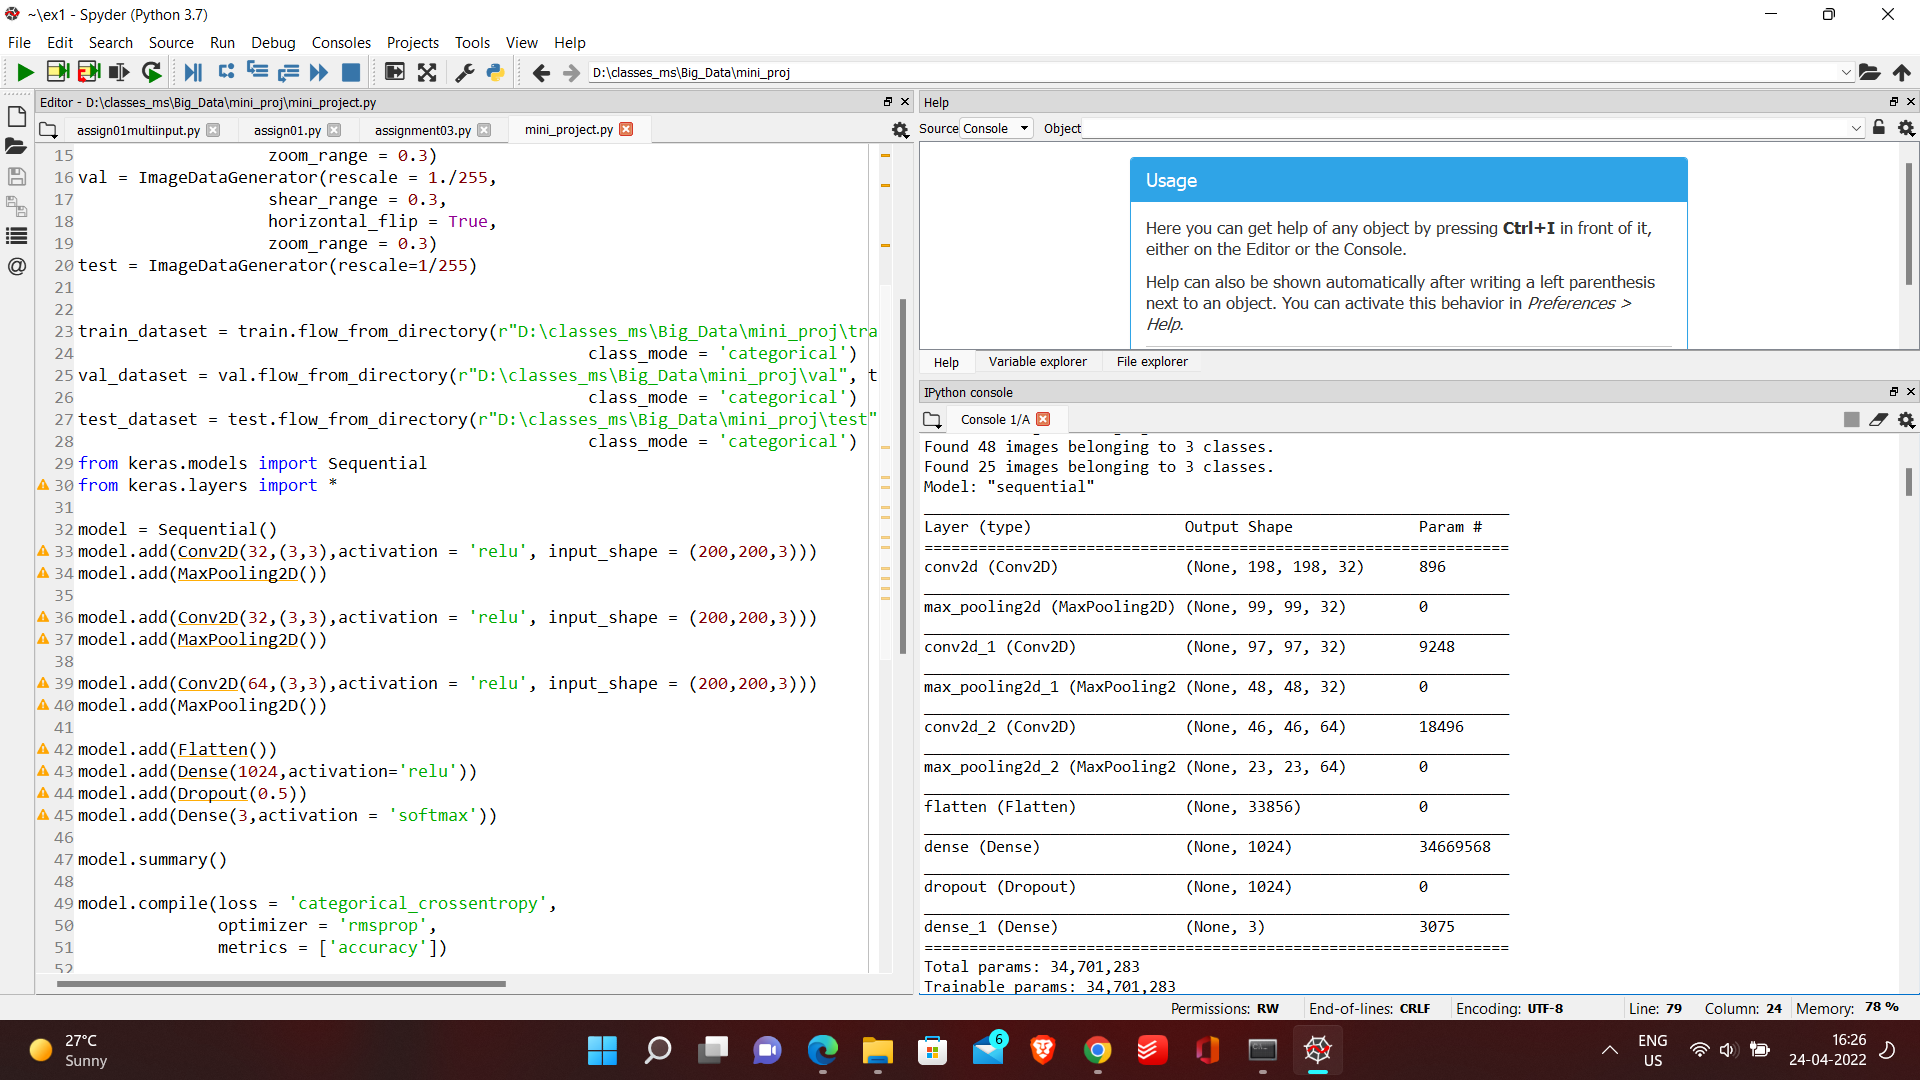 ~\ex1 - Spyder (Python 3.7)
File Edit Search Source Run Debug Consoles Projects Tools View Help
D:\classes_ms\Big_Data\mini_proj
Editor - D:\classes_ms\Big_Data\mini_proj\mini_project.py
assign01multiinput.py assign01.py assignment03.py mini_project.py
15 zoom_range = 0.3)
16 val = ImageDataGenerator(rescale = 1./255,
17 shear_range = 0.3,
18 horizontal_flip = True,
19 zoom_range = 0.3)
20 test = ImageDataGenerator(rescale=1/255)
21
22
23 train_dataset = train.flow_from_directory(r"D:\classes_ms\Big_Data\mini_proj\tra
24 class_mode = 'categorical')
25 val_dataset = val.flow_from_directory(r"D:\classes_ms\Big_Data\mini_proj\val", t
26 class_mode = 'categorical')
27 test_dataset = test.flow_from_directory(r"D:\classes_ms\Big_Data\mini_proj\test"
28 class_mode = 'categorical')
29 from keras.models import Sequential
30 from keras.layers import *
31
32 model = Sequential()
33 model.add(Conv2D(32,(3,3),activation = 'relu', input_shape = (200,200,3)))
34 model.add(MaxPooling2D())
35
36 model.add(Conv2D(32,(3,3),activation = 'relu', input_shape = (200,200,3)))
37 model.add(MaxPooling2D())
38
39 model.add(Conv2D(64,(3,3),activation = 'relu', input_shape = (200,200,3)))
40 model.add(MaxPooling2D())
41
42 model.add(Flatten())
43 model.add(Dense(1024,activation='relu'))
44 model.add(Dropout(0.5))
45 model.add(Dense(3,activation = 'softmax'))
46
47 model.summary()
48
49 model.compile(loss = 'categorical_crossentropy',
50 optimizer = 'rmsprop',
51 metrics = ['accuracy'])
52
Help
Source Console Object
Usage
Here you can get help of any object by pressing Ctrl+I in front of it,
either on the Editor or the Console.
Help can also be shown automatically after writing a left parenthesis
next to an object. You can activate this behavior in Preferences >
Help.
Help Variable explorer File explorer
IPython console
Console 1/A
Found 48 images belonging to 3 classes.
Found 25 images belonging to 3 classes.
Model: "sequential"
Layer (type) Output Shape Param #
=================================================================
conv2d (Conv2D) (None, 198, 198, 32) 896
max_pooling2d (MaxPooling2D) (None, 99, 99, 32) 0
conv2d_1 (Conv2D) (None, 97, 97, 32) 9248
max_pooling2d_1 (MaxPooling2 (None, 48, 48, 32) 0
conv2d_2 (Conv2D) (None, 46, 46, 64) 18496
max_pooling2d_2 (MaxPooling2 (None, 23, 23, 64) 0
flatten (Flatten) (None, 33856) 0
dense (Dense) (None, 1024) 34669568
dropout (Dropout) (None, 1024) 0
dense_1 (Dense) (None, 3) 3075
=================================================================
Total params: 34,701,283
Trainable params: 34,701,283
Permissions: RW End-of-lines: CRLF Encoding: UTF-8 Line: 79 Column: 24 Memory: 78 %
27°C
Sunny
6
ENG
US
16:26
24-04-2022